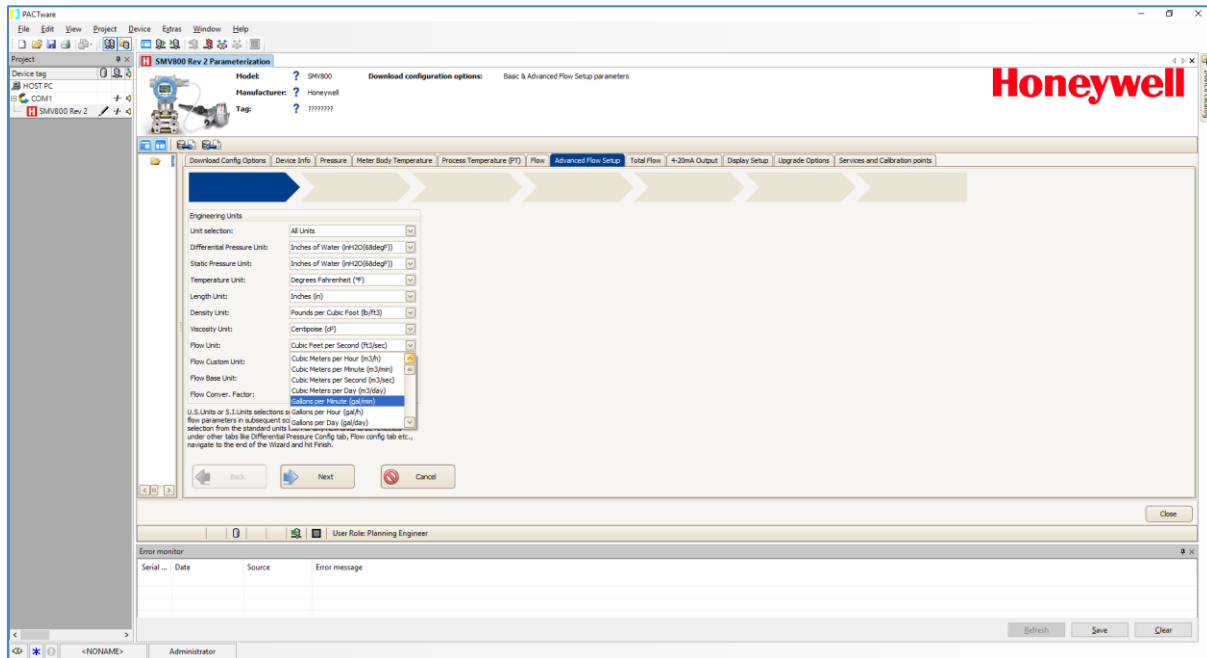 PACTware
File Edit View Project Device Extras Window Help
Project
Device tag
HOST PC
COM1
SMV800 Rev 2
SMV800 Rev 2 Parameterization
Model: ? SMV800 Download configuration options: Basic & Advanced Flow Setup parameters
Manufacturer: ? Honeywell
Tag: ? ????????
Honeywell
Download Config Options Device Info Pressure Meter Body Temperature Process Temperature (PT) Flow Advanced Flow Setup Total Flow 4-20mA Output Display Setup Upgrade Options Services and Calibration points
Engineering Units
Unit selection: All Units
Differential Pressure Unit: Inches of Water (inH2O(68degF))
Static Pressure Unit: Inches of Water (inH2O(68degF))
Temperature Unit: Degrees Fahrenheit (°F)
Length Unit: Inches (in)
Density Unit: Pounds per Cubic Foot (lb/ft3)
Viscosity Unit: Centipoise (cP)
Flow Unit: Cubic Feet per Second (ft3/sec)
Flow Custom Unit:
Flow Base Unit:
Flow Conver. Factor:
Cubic Meters per Hour (m3/h)
Cubic Meters per Minute (m3/min)
Cubic Meters per Second (m3/sec)
Cubic Meters per Day (m3/day)
Gallons per Minute (gal/min)
Gallons per Hour (gal/h)
Gallons per Day (gal/day)
U.S.Units or S.I.Units selections
flow parameters in subsequent
selection from the standard units
under other tabs like Differential Pressure Config tab, Flow config tab etc.,
navigate to the end of the Wizard and hit Finish.
Back Next Cancel
Close
User Role: Planning Engineer
Error monitor
Serial ... Date Source Error message
Refresh Save Clear
<NONAME> Administrator